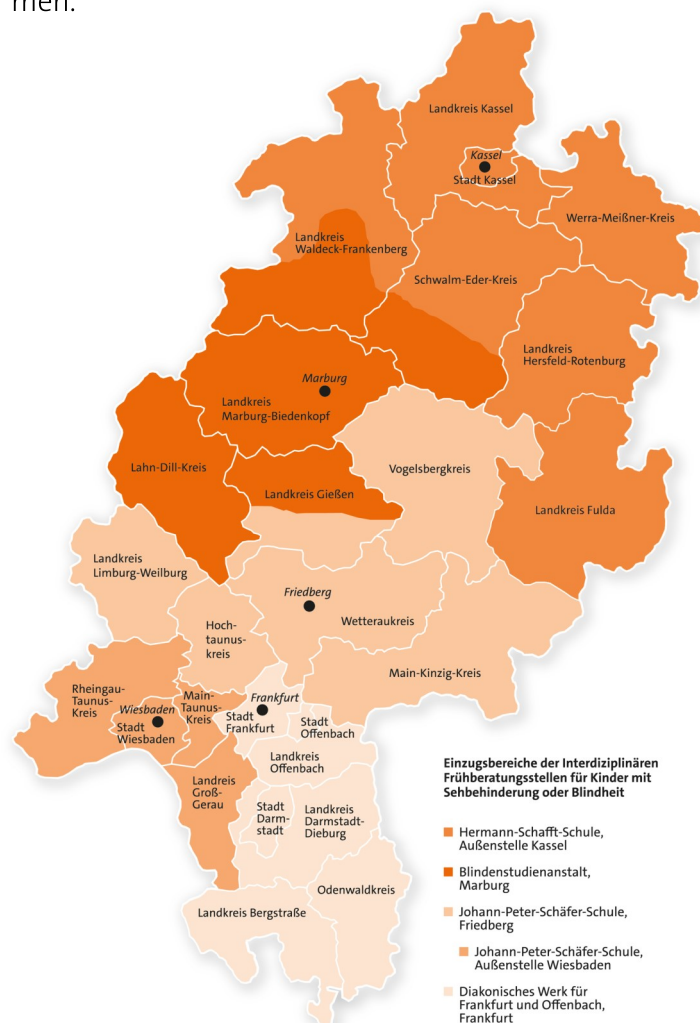 men.
Landkreis Kassel
Kassel
Stadt Kassel
Werra-Meißner-Kreis
Landkreis
Waldeck-Frankenberg
Schwalm-Eder-Kreis
Landkreis
Hersfeld-Rotenburg
Marburg
Landkreis
Marburg-Biedenkopf
Lahn-Dill-Kreis
Vogelsbergkreis
Landkreis Gießen
Landkreis Fulda
Landkreis
Limburg-Weilburg
Friedberg
Wetteraukreis
Hoch-
taunus-
kreis
Main-Kinzig-Kreis
Rheingau-
Taunus-
Kreis
Wiesbaden
Stadt
Wiesbaden
Main-
Taunus-
Kreis
Frankfurt
Stadt
Frankfurt
Stadt
Offenbach
Landkreis
Offenbach
Landreis
Groß-
Gerau
Stadt
Darm-
stadt
Landkreis
Darmstadt-
Dieburg
Odenwaldkreis
Landkreis Bergstraße
Einzugsbereiche der Interdiziplinären
Frühberatungsstellen für Kinder mit
Sehbehinderung oder Blindheit
Hermann-Schafft-Schule,
Außenstelle Kassel
Blindenstudienanstalt,
Marburg
Johann-Peter-Schäfer-Schule,
Friedberg
Johann-Peter-Schäfer-Schule,
Außenstelle Wiesbaden
Diakonisches Werk für
Frankfurt und Offenbach,
Frankfurt